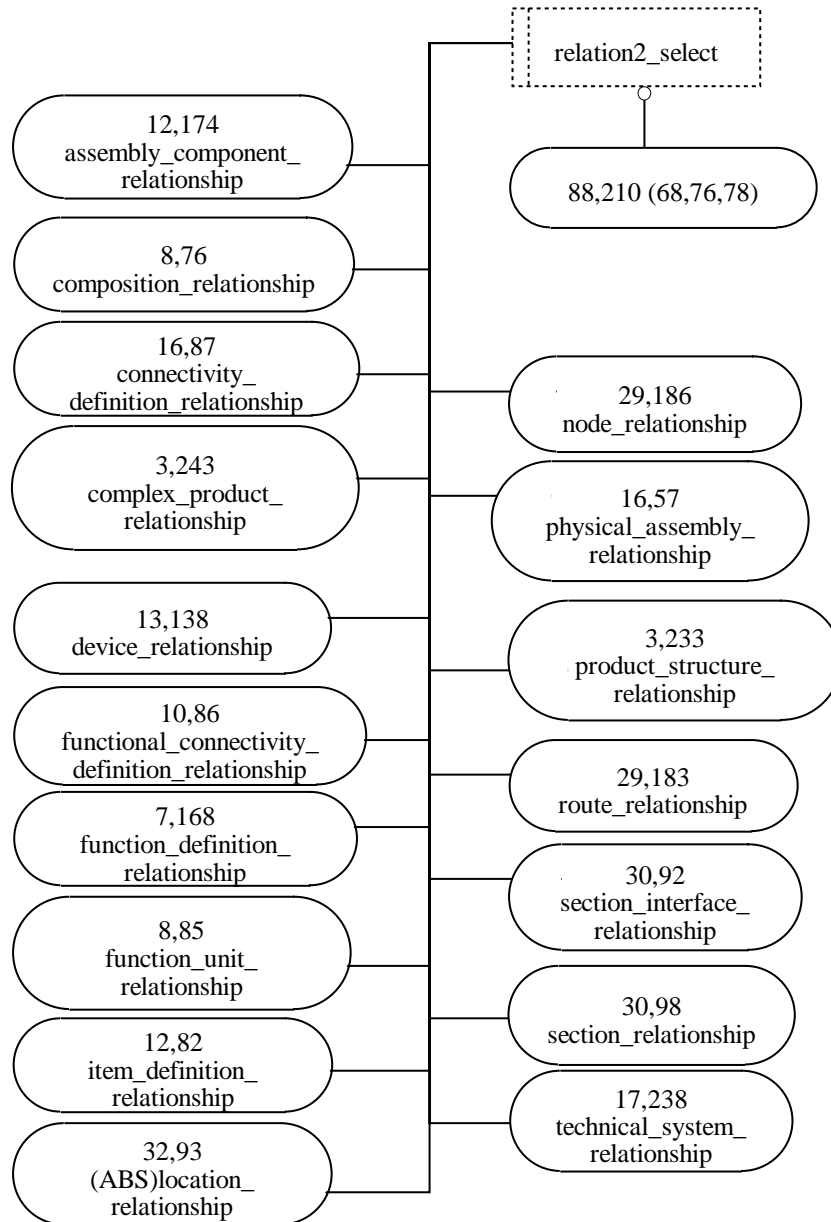 relation2_select
88,210 (68,76,78)
12,174
assembly_component_
relationship
8,76
composition_relationship
16,87
connectivity_
definition_relationship
3,243
complex_product_
relationship
13,138
device_relationship
10,86
functional_connectivity_
definition_relationship
7,168
function_definition_
relationship
8,85
function_unit_
relationship
12,82
item_definition_
relationship
32,93
(ABS)location_
relationship
29,186
node_relationship
16,57
physical_assembly_
relationship
3,233
product_structure_
relationship
29,183
route_relationship
30,92
section_interface_
relationship
30,98
section_relationship
17,238
technical_system_
relationship